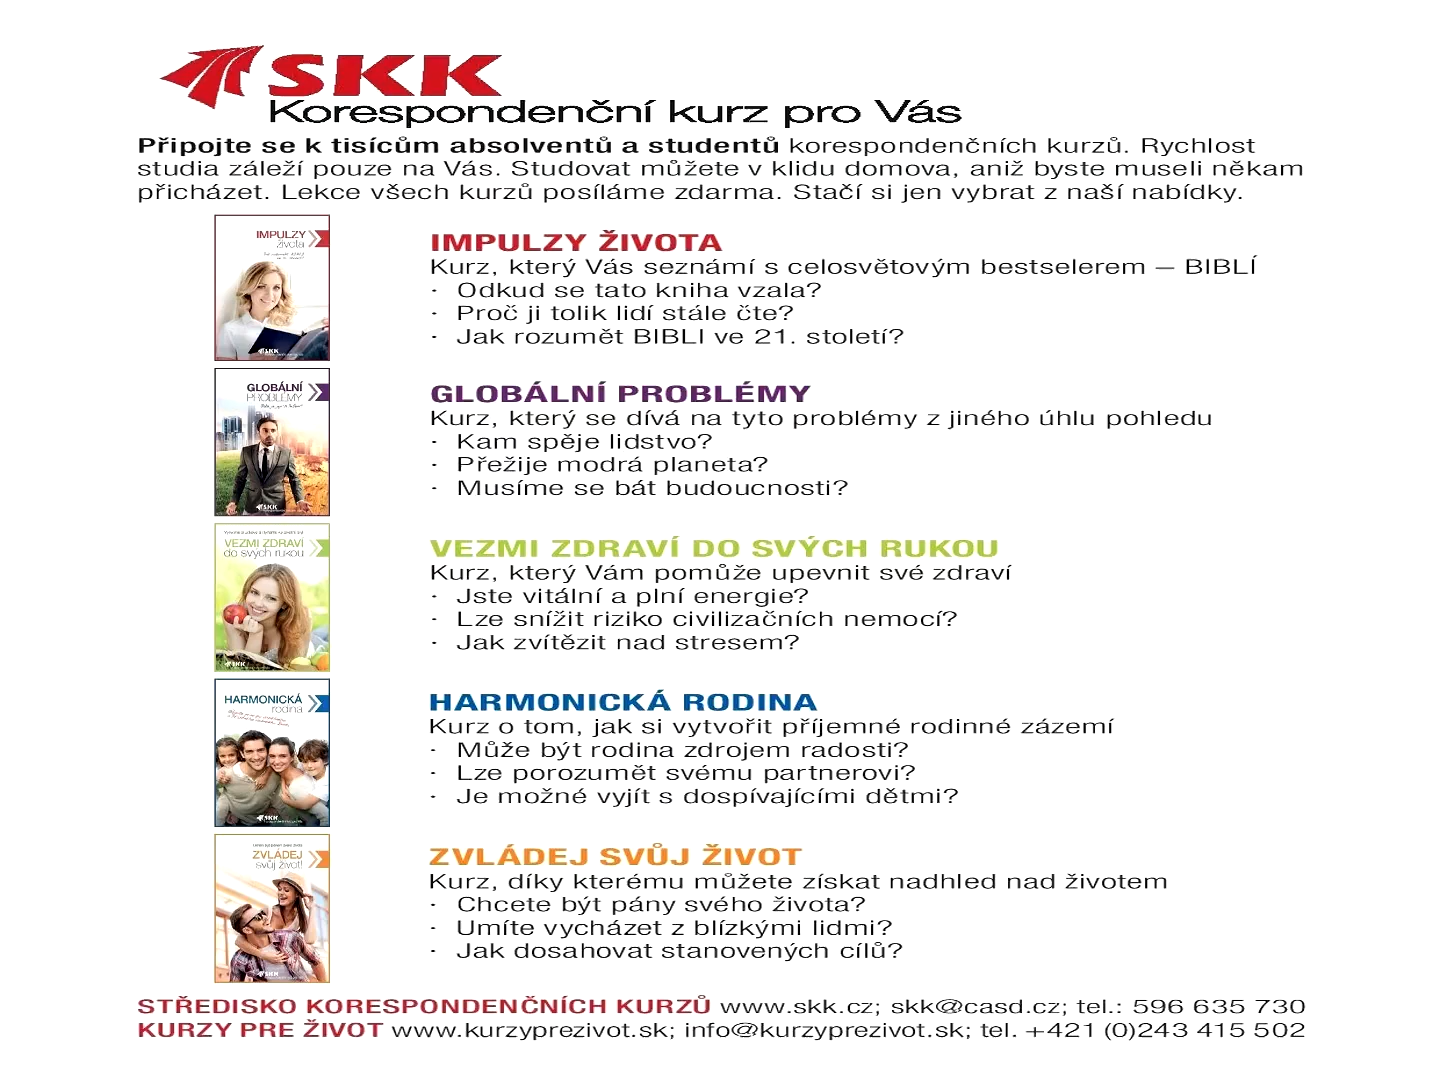 SKK
Korespondenční kurz pro Vás
Připojte se k tisícům absolventů a studentů korespondenčních kurzů. Rychlost
studia záleží pouze na Vás. Studovat můžete v klidu domova, aniž byste museli někam
přicházet. Lekce všech kurzů posíláme zdarma. Stačí si jen vybrat z naší nabídky.
IMPULZY
života
SKK
IMPULZY ŽIVOTA
Kurz, který Vás seznámí s celosvětovým bestselerem – BIBLÍ
· Odkud se tato kniha vzala?
· Proč ji tolik lidí stále čte?
· Jak rozumět BIBLI ve 21. století?
GLOBÁLNÍ
PROBLÉMY
SKK
GLOBÁLNÍ PROBLÉMY
Kurz, který se dívá na tyto problémy z jiného úhlu pohledu
· Kam spěje lidstvo?
· Přežije modrá planeta?
· Musíme se bát budoucnosti?
VEZMI ZDRAVÍ
do svých rukou
SKK
VEZMI ZDRAVÍ DO SVÝCH RUKOU
Kurz, který Vám pomůže upevnit své zdraví
· Jste vitální a plní energie?
· Lze snížit riziko civilizačních nemocí?
· Jak zvítězit nad stresem?
HARMONICKÁ
rodina
SKK
HARMONICKÁ RODINA
Kurz o tom, jak si vytvořit příjemné rodinné zázemí
· Může být rodina zdrojem radosti?
· Lze porozumět svému partnerovi?
· Je možné vyjít s dospívajícími dětmi?
ZVLÁDEJ
svůj život!
SKK
ZVLÁDEJ SVŮJ ŽIVOT
Kurz, díky kterému můžete získat nadhled nad životem
· Chcete být pány svého života?
· Umíte vycházet z blízkými lidmi?
· Jak dosahovat stanovených cílů?
STŘEDISKO KORESPONDENČNÍCH KURZŮ www.skk.cz; skk@casd.cz; tel.: 596 635 730
KURZY PRE ŽIVOT www.kurzyprezivot.sk; info@kurzyprezivot.sk; tel. +421 (0)243 415 502